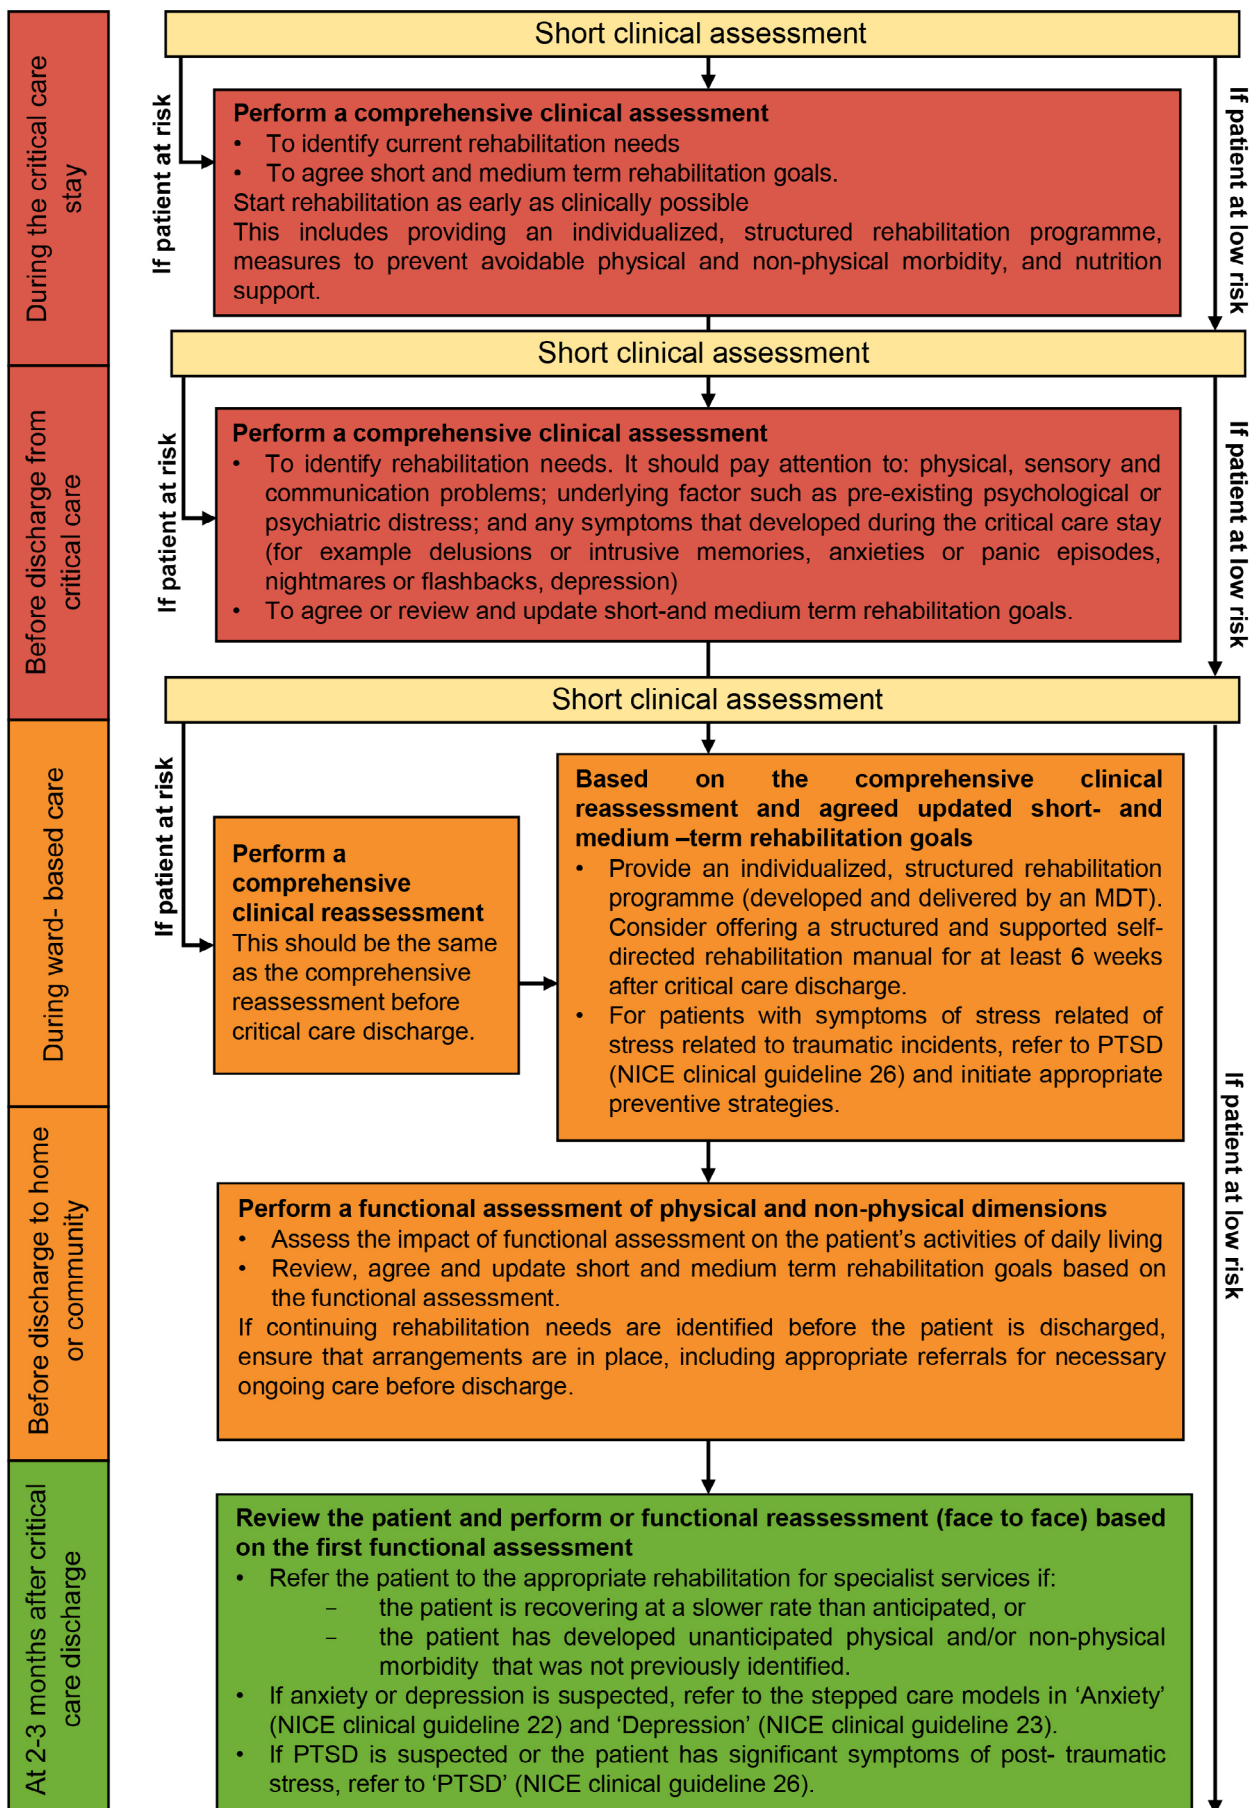 During the critical care
stay
Short clinical assessment
If patient at risk
If patient at low risk
Perform a comprehensive clinical assessment
• To identify current rehabilitation needs
• To agree short and medium term rehabilitation goals.
Start rehabilitation as early as clinically possible
This includes providing an individualized, structured rehabilitation programme,
measures to prevent avoidable physical and non-physical morbidity, and nutrition
support.
Before discharge from
critical care
Short clinical assessment
If patient at risk
If patient at low risk
Perform a comprehensive clinical assessment
• To identify rehabilitation needs. It should pay attention to: physical, sensory and
communication problems; underlying factor such as pre-existing psychological or
psychiatric distress; and any symptoms that developed during the critical care stay
(for example delusions or intrusive memories, anxieties or panic episodes,
nightmares or flashbacks, depression)
• To agree or review and update short-and medium term rehabilitation goals.
Short clinical assessment
During ward- based care
If patient at risk
If patient at low risk
Perform a
comprehensive
clinical reassessment
This should be the same
as the comprehensive
reassessment before
critical care discharge.
Based on the comprehensive clinical
reassessment and agreed updated short- and
medium –term rehabilitation goals
• Provide an individualized, structured rehabilitation
programme (developed and delivered by an MDT).
Consider offering a structured and supported self-
directed rehabilitation manual for at least 6 weeks
after critical care discharge.
• For patients with symptoms of stress related of
stress related to traumatic incidents, refer to PTSD
(NICE clinical guideline 26) and initiate appropriate
preventive strategies.
Before discharge to home
or community
Perform a functional assessment of physical and non-physical dimensions
• Assess the impact of functional assessment on the patient's activities of daily living
• Review, agree and update short and medium term rehabilitation goals based on
the functional assessment.
If continuing rehabilitation needs are identified before the patient is discharged,
ensure that arrangements are in place, including appropriate referrals for necessary
ongoing care before discharge.
At 2-3 months after critical
care discharge
Review the patient and perform or functional reassessment (face to face) based
on the first functional assessment
• Refer the patient to the appropriate rehabilitation for specialist services if:
– the patient is recovering at a slower rate than anticipated, or
– the patient has developed unanticipated physical and/or non-physical
morbidity that was not previously identified.
• If anxiety or depression is suspected, refer to the stepped care models in ‘Anxiety’
(NICE clinical guideline 22) and ‘Depression’ (NICE clinical guideline 23).
• If PTSD is suspected or the patient has significant symptoms of post- traumatic
stress, refer to ‘PTSD’ (NICE clinical guideline 26).